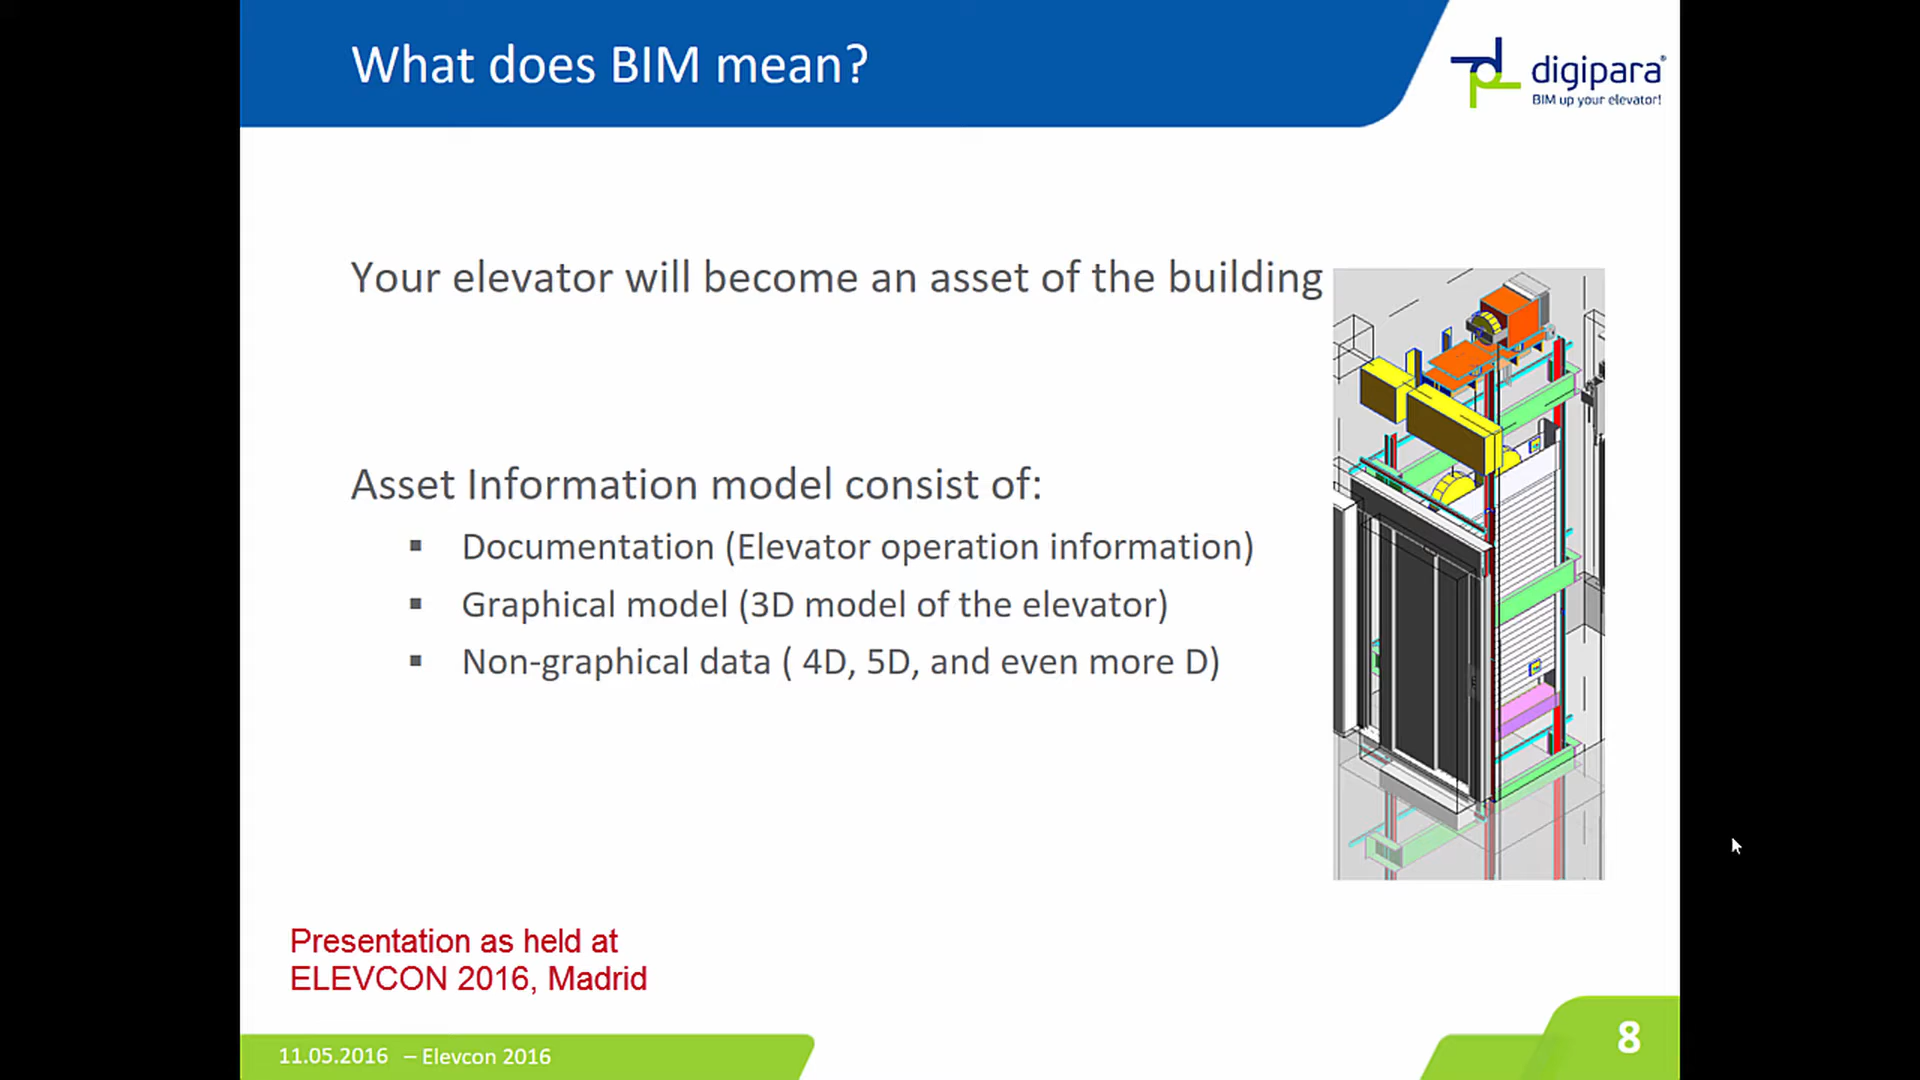 What does BIM mean?
digipara®
BIM up your elevator!
Your elevator will become an asset of the building
Asset Information model consist of:
▪ Documentation (Elevator operation information)
▪ Graphical model (3D model of the elevator)
▪ Non-graphical data ( 4D, 5D, and even more D)
Presentation as held at
ELEVCON 2016, Madrid
11.05.2016 – Elevcon 2016
8